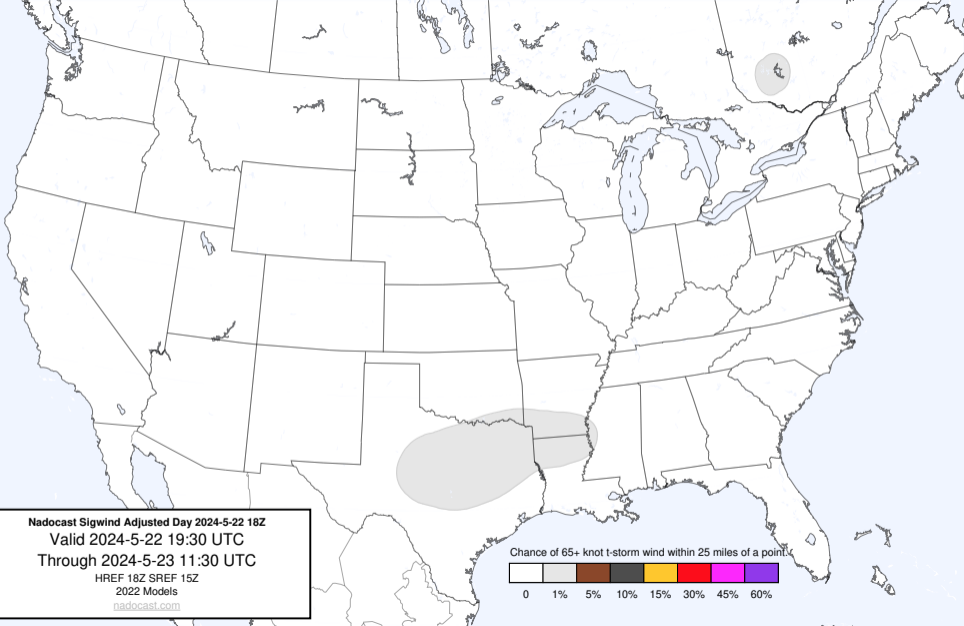 Nadocast Sigwind Adjusted Day 2024-5-22 18Z
Valid 2024-5-22 19:30 UTC
Through 2024-5-23 11:30 UTC
HREF 18Z SREF 15Z
2022 Models
nadocast.com
Chance of 65+ knot t-storm wind within 25 miles of a point.
0 1% 5% 10% 15% 30% 45% 60%